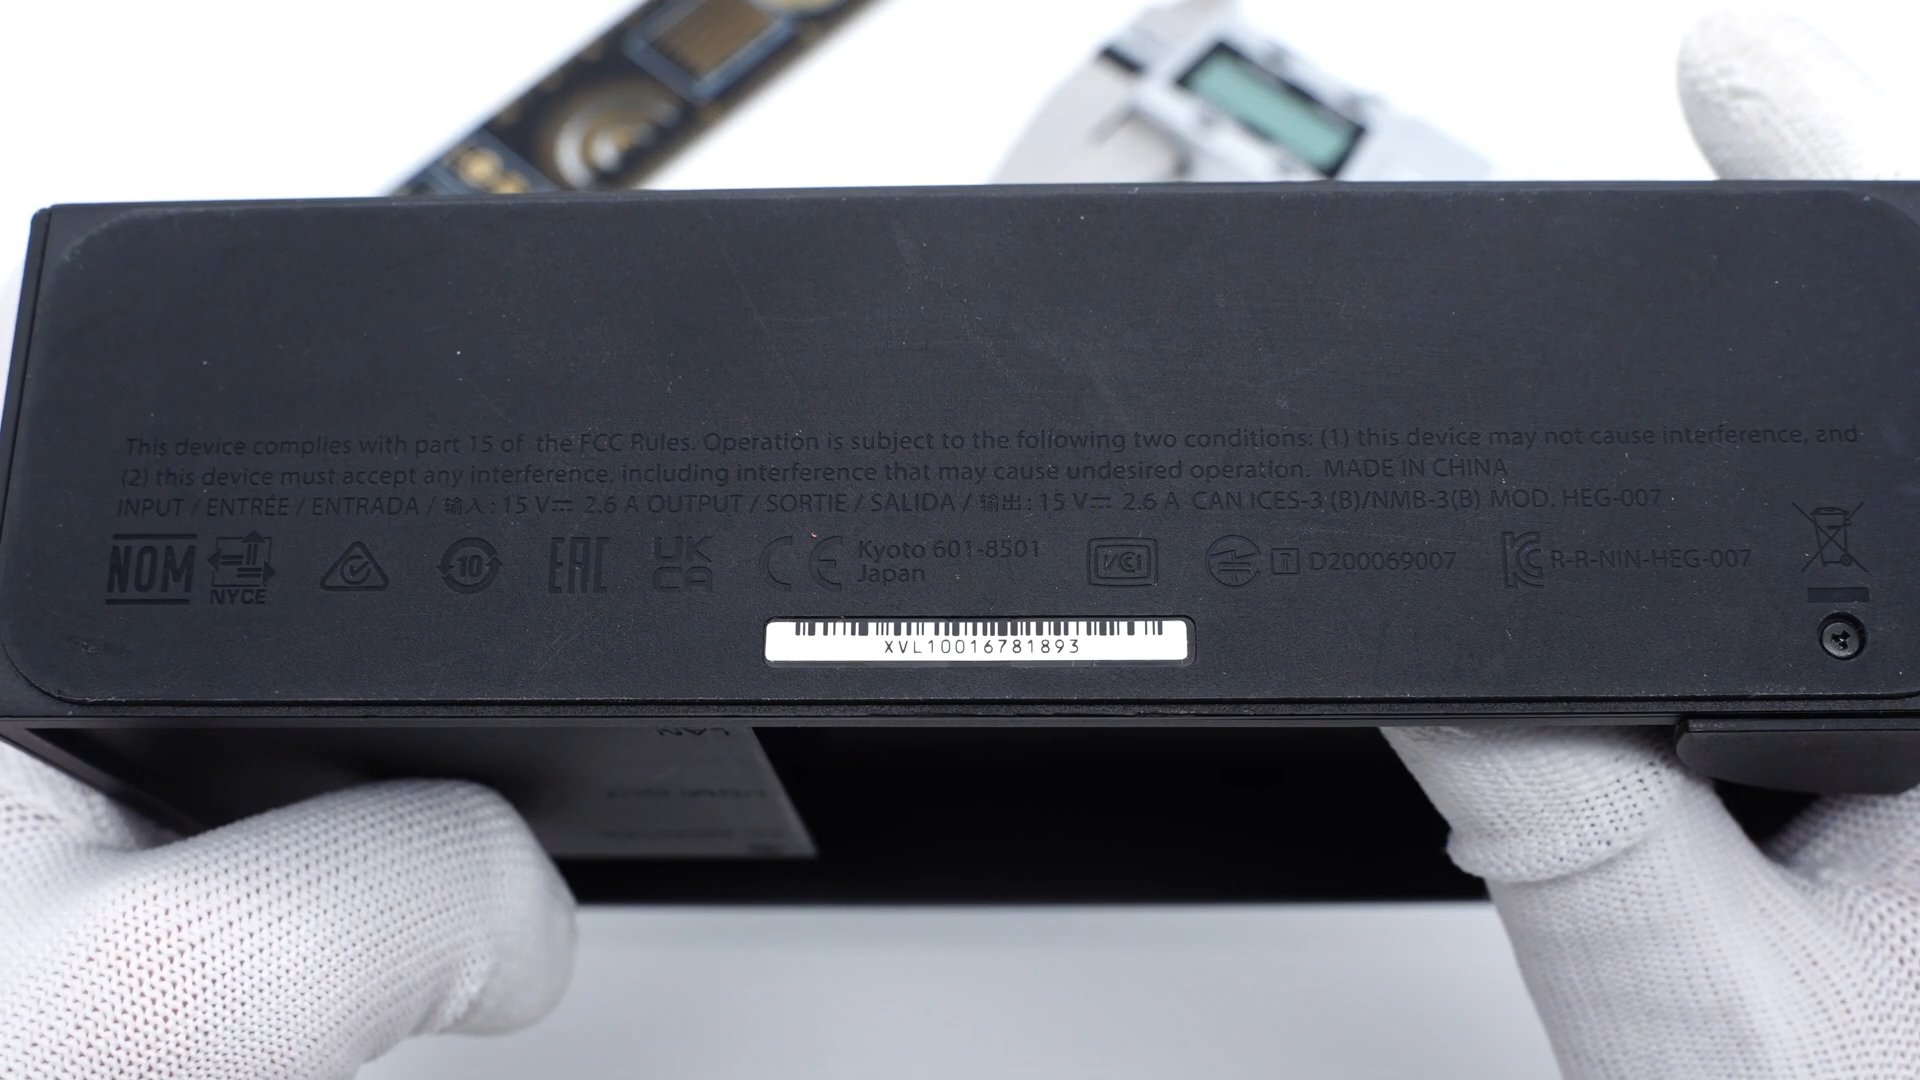 This device complies with part 15 of the FCC Rules. Operation is subject to the following two conditions: (1) this device may not cause interference, and
(2) this device must accept any interference, including interference that may cause undesired operation. MADE IN CHINA
INPUT / ENTRÉE / ENTRADA / 输入 : 15 V⎓ 2.6 A OUTPUT / SORTIE / SALIDA / 输出 : 15 V⎓ 2.6 A CAN ICES-3 (B)/NMB-3(B) MOD. HEG-007
NOM NYCE 10 EAC UK CA CE Kyoto 601-8501 Japan VCI T D200069007 KC R-R-NIN-HEG-007
XVL10016781893
LAN